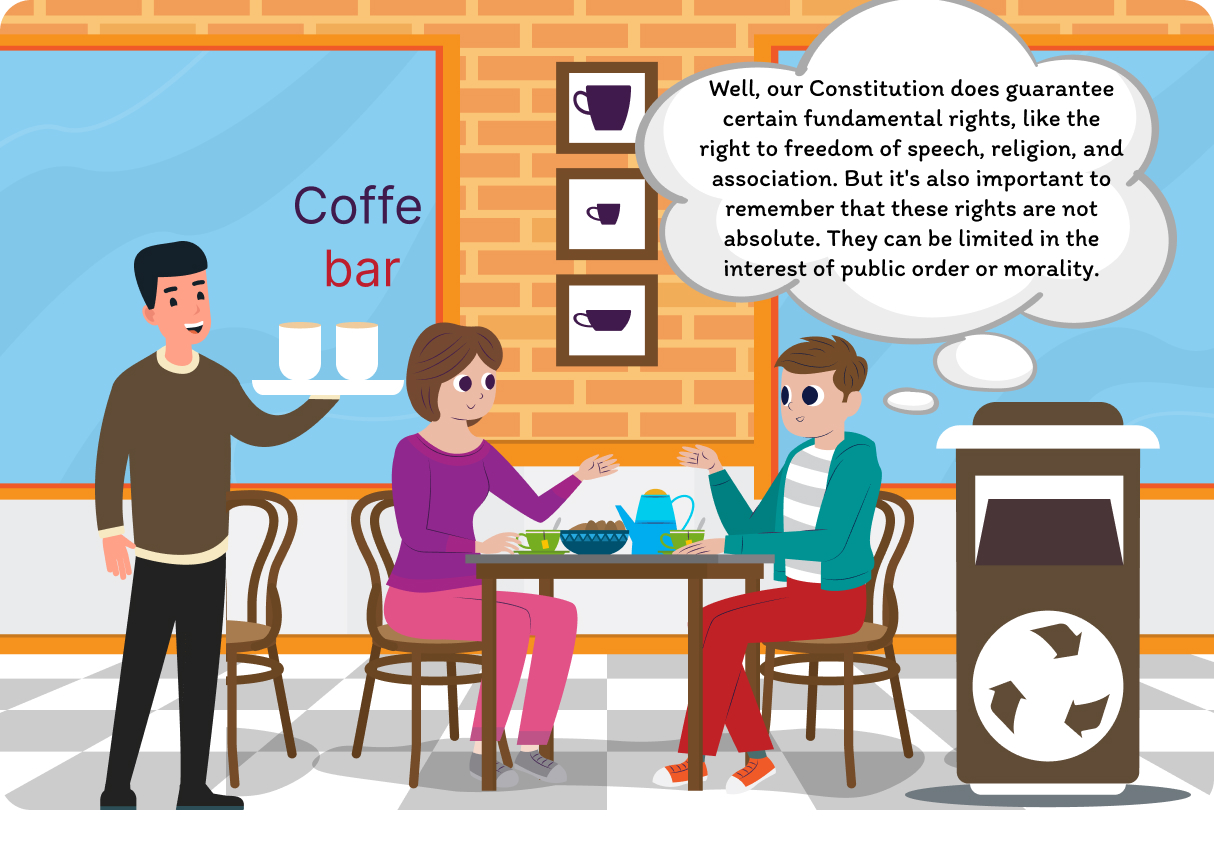 Well, our Constitution does guarantee
certain fundamental rights, like the
right to freedom of speech, religion, and
association. But it's also important to
remember that these rights are not
absolute. They can be limited in the
interest of public order or morality.
Coffe
bar